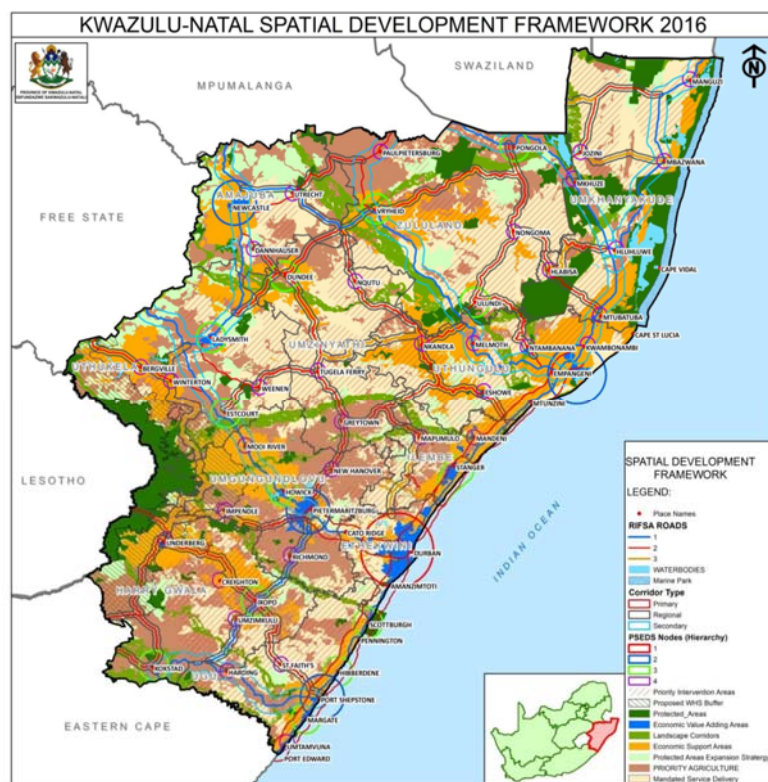 KWAZULU-NATAL SPATIAL DEVELOPMENT FRAMEWORK 2016
PROVINCE OF KWAZULU-NATAL
N
SWAZILAND
MPUMALANGA
FREE STATE
LESOTHO
EASTERN CAPE
INDIAN OCEAN
MANGUZI
PAULPIETERSBURG
PONGOLA
JOZINI
MBAZWANA
MKHUZE
UMKHANYAKUDE
AMAJUBA
UTRECHT
NEWCASTLE
VRYHEID
ZULULAND
NONGOMA
DANNHAUSER
HLUHLUWE
HLABISA
CAPE VIDAL
DUNDEE
NQUTU
ULUNDI
MTUBATUBA
LADYSMITH
UMZINYATHI
NKANDLA
MELMOTH
NTAMBANANA
KWAMBONAMBI
CAPE ST LUCIA
UTHUKELA
BERGVILLE
WINTERTON
WEENEN
TUGELA FERRY
UTHUNGULU
EMPANGENI
ESHOWE
MTUNZINI
ESTCOURT
GREYTOWN
MOOI RIVER
MAPUMULO
MANDENI
ILEMBE
NEW HANOVER
STANGER
UMGUNGUNDLOVU
HOWICK
IMPENDLE
PIETERMARITZBURG
CATO RIDGE
ETHEKWINI
DURBAN
UNDERBERG
RICHMOND
AMANZIMTOTI
CREIGHTON
HARRY GWALA
IXOPO
UMZIMKULU
SCOTTBURGH
PENNINGTON
ST.FAITH'S
HIBBERDENE
KOKSTAD
UGU
HARDING
PORT SHEPSTONE
MARGATE
UMTAMVUNA
PORT EDWARD
SPATIAL DEVELOPMENT
FRAMEWORK
LEGEND:
Place Names
RIFSA ROADS
1
2
3
WATERBODIES
Marine Park
Corridor Type
Primary
Regional
Secondary
PSEDS Nodes (Hierarchy)
1
2
3
4
Priority Intervention Areas
Proposed WHS Buffer
Protected_Areas
Economic Value Adding Areas
Landscape Corridors
Economic Support Areas
Protected Areas Expansion Strategy
PRIORITY AGRICULTURE
Mandated Service Delivery